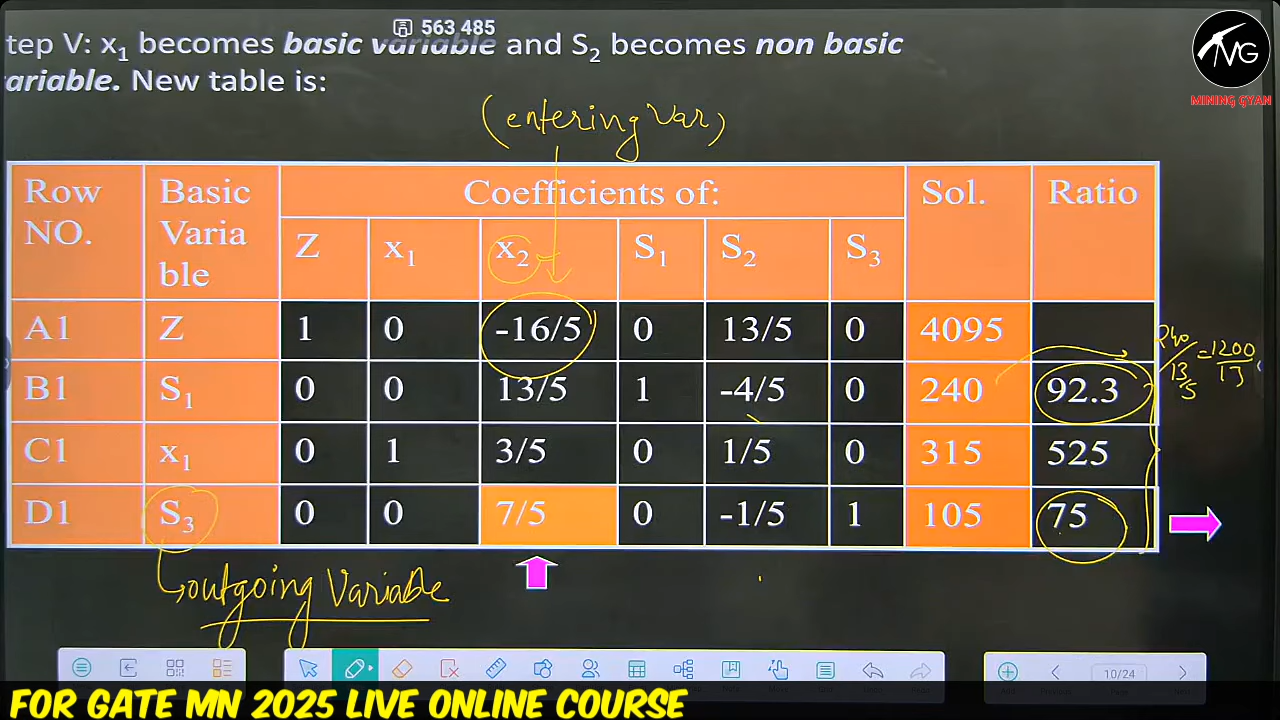 563 485
tep V: x₁ becomes basic variable and S₂ becomes non basic
ariable. New table is:
MG
MINING GYAN
(entering Var)
Row NO. Basic Varia ble Coefficients of: Sol. Ratio
Z x₁ x₂ S₁ S₂ S₃
A1 Z 1 0 -16/5 0 13/5 0 4095
B1 S₁ 0 0 13/5 1 -4/5 0 240 92.3
C1 x₁ 0 1 3/5 0 1/5 0 315 525
D1 S₃ 0 0 7/5 0 -1/5 1 105 75
240/13/5 = 1200/13
outgoing Variable
10/24
FOR GATE MN 2025 LIVE ONLINE COURSE